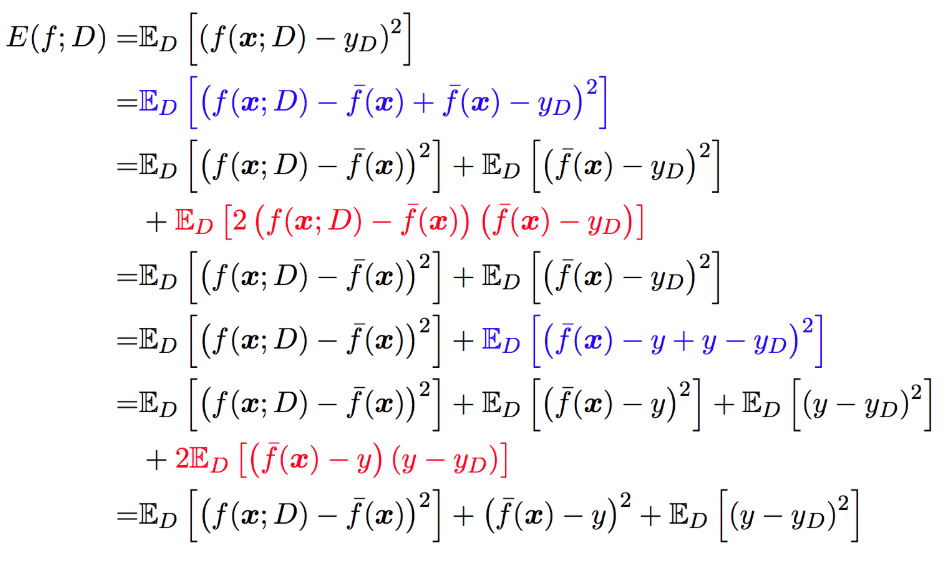 E(f; D) = 𝔼_D [(f(𝒙; D) − y_D)²]
= 𝔼_D [(f(𝒙; D) − f̄(𝒙) + f̄(𝒙) − y_D)²]
= 𝔼_D [(f(𝒙; D) − f̄(𝒙))²] + 𝔼_D [(f̄(𝒙) − y_D)²]
+ 𝔼_D [2 (f(𝒙; D) − f̄(𝒙)) (f̄(𝒙) − y_D)]
= 𝔼_D [(f(𝒙; D) − f̄(𝒙))²] + 𝔼_D [(f̄(𝒙) − y_D)²]
= 𝔼_D [(f(𝒙; D) − f̄(𝒙))²] + 𝔼_D [(f̄(𝒙) − y + y − y_D)²]
= 𝔼_D [(f(𝒙; D) − f̄(𝒙))²] + 𝔼_D [(f̄(𝒙) − y)²] + 𝔼_D [(y − y_D)²]
+ 2𝔼_D [(f̄(𝒙) − y) (y − y_D)]
= 𝔼_D [(f(𝒙; D) − f̄(𝒙))²] + (f̄(𝒙) − y)² + 𝔼_D [(y − y_D)²]